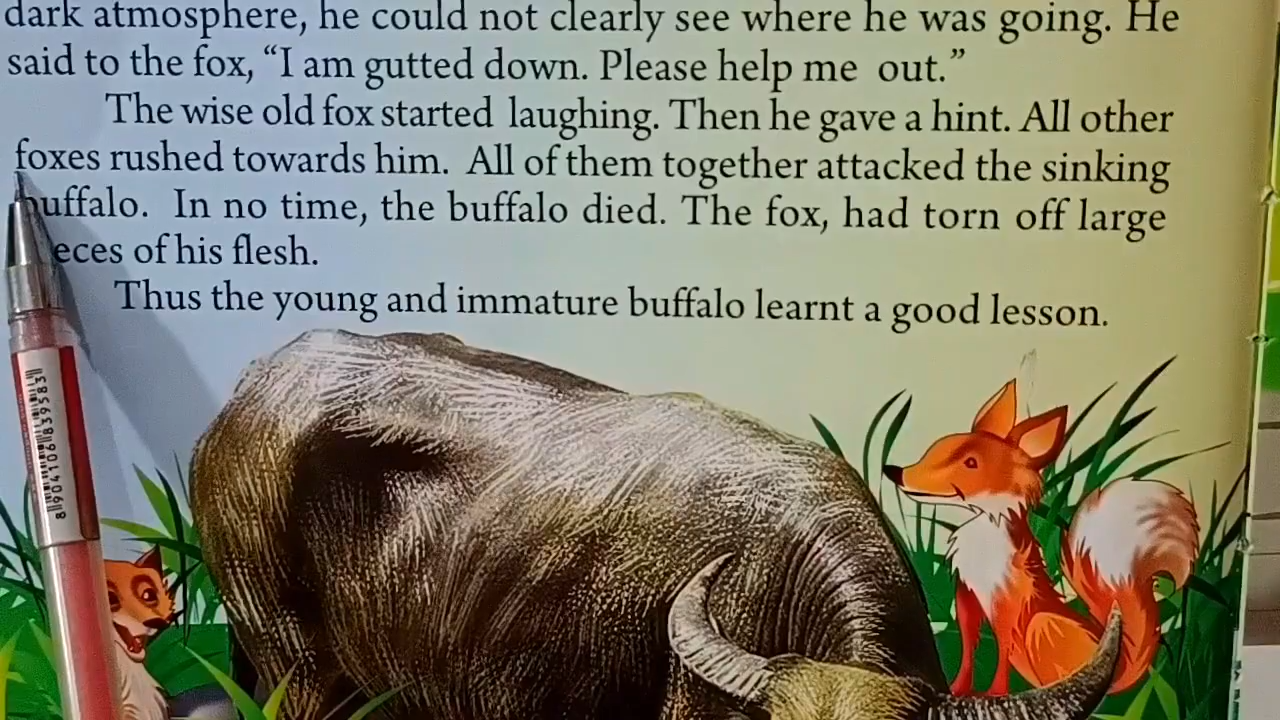 dark atmosphere, he could not clearly see where he was going. He
said to the fox, “I am gutted down. Please help me out.”
The wise old fox started laughing. Then he gave a hint. All other
foxes rushed towards him. All of them together attacked the sinking
buffalo. In no time, the buffalo died. The fox, had torn off large
eces of his flesh.
Thus the young and immature buffalo learnt a good lesson.
8904106839583